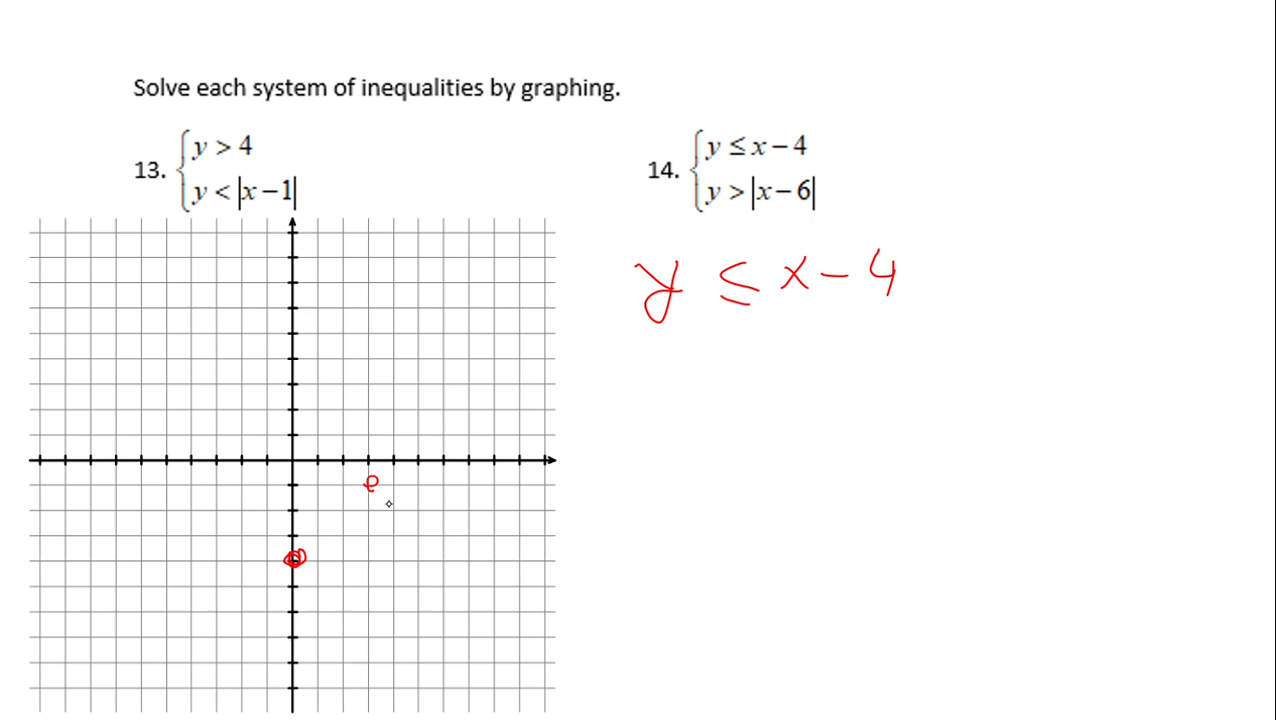 Solve each system of inequalities by graphing.
13. { y > 4
y < |x − 1|
14. { y ≤ x − 4
y > |x − 6|
y ≤ x − 4